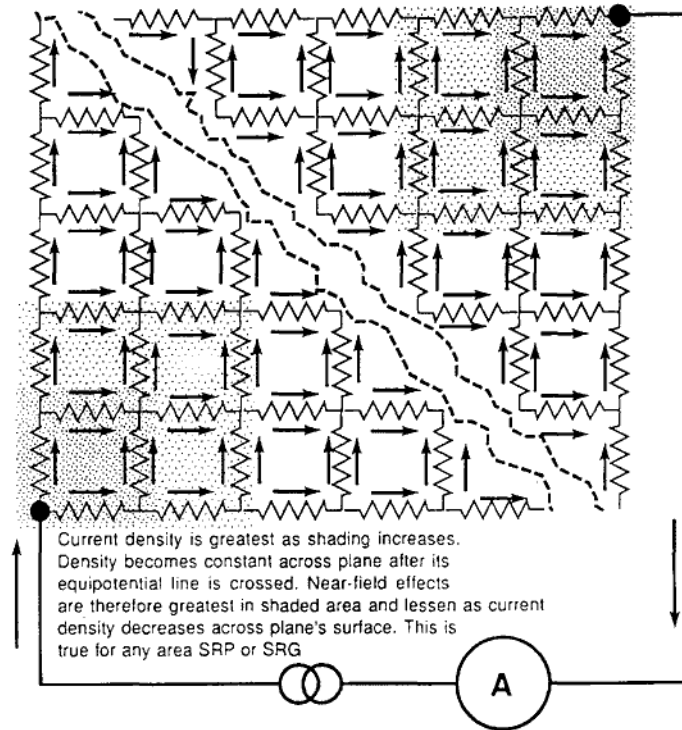 Current density is greatest as shading increases.
Density becomes constant across plane after its
equipotential line is crossed. Near-field effects
are therefore greatest in shaded area and lessen as current
density decreases across plane's surface. This is
true for any area SRP or SRG
A